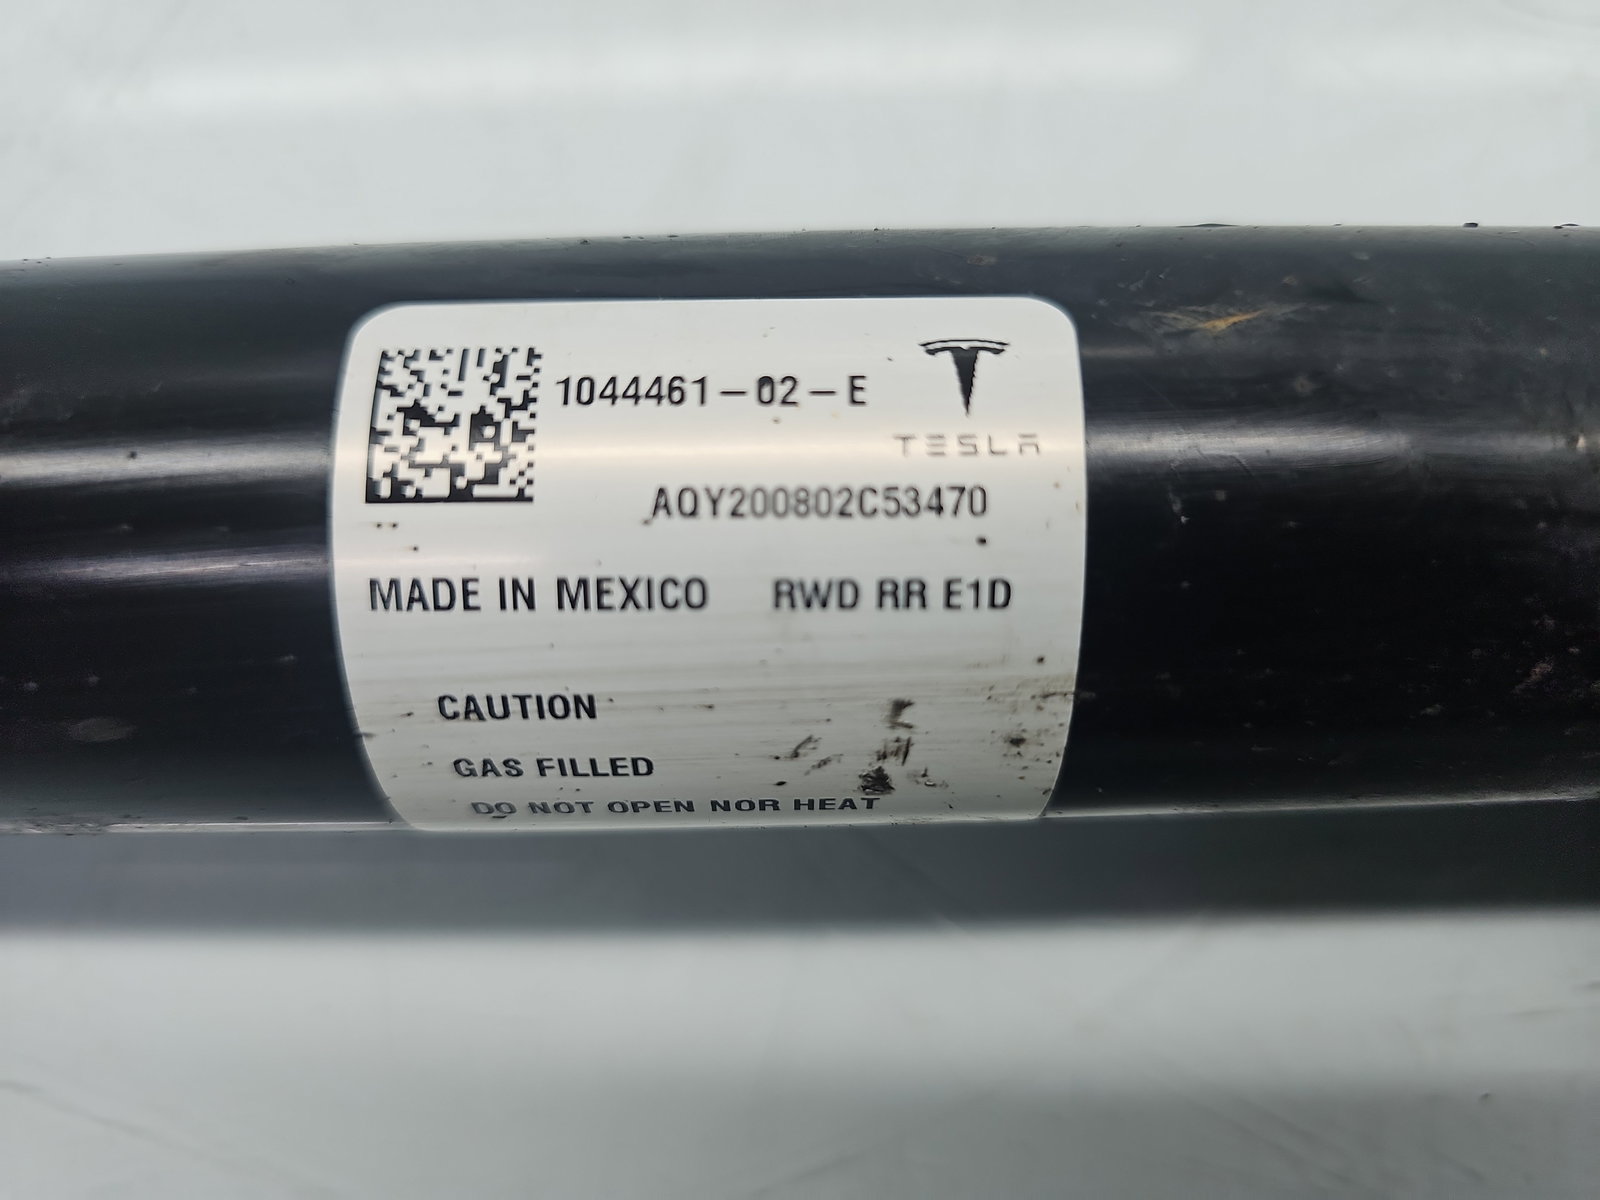 1044461-02-E
TESLA
AQY200802C53470
MADE IN MEXICO RWD RR E1D
CAUTION
GAS FILLED
DO NOT OPEN NOR HEAT